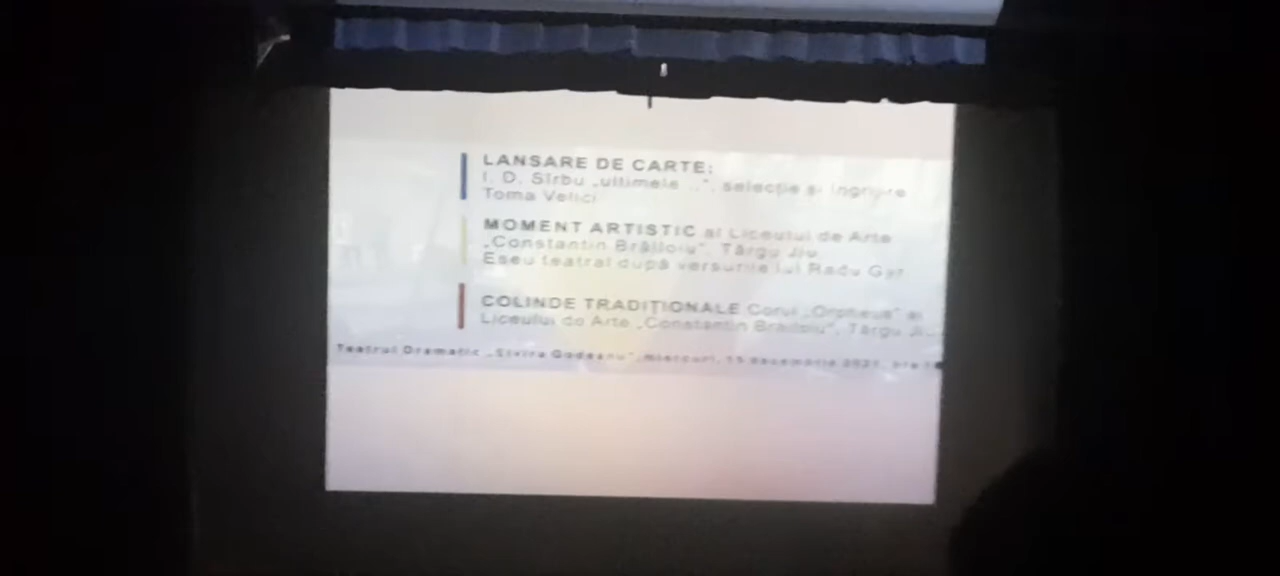 LANSARE DE CARTE:
I. D. Sîrbu „ultimele ..”, selecție și îngrijire
Toma Velici
MOMENT ARTISTIC al Liceului de Arte
„Constantin Brăiloiu”, Târgu Jiu
Eseu teatral după versurile lui Radu Gyr
COLINDE TRADIȚIONALE Corul „Orpheus” al
Liceului de Arte „Constantin Brăiloiu”, Târgu Jiu
Teatrul Dramatic „Elvira Godeanu”, miercuri, 15 decembrie 2021, ora